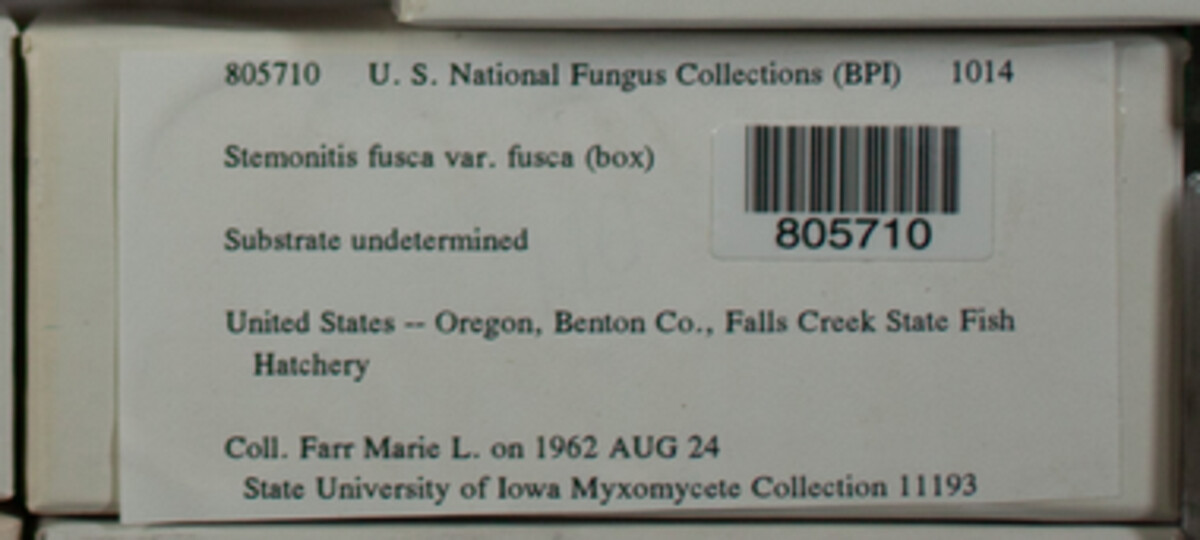 805710 U. S. National Fungus Collections (BPI) 1014
Stemonitis fusca var. fusca (box)
805710
Substrate undetermined
United States -- Oregon, Benton Co., Falls Creek State Fish
Hatchery
Coll. Farr Marie L. on 1962 AUG 24
State University of Iowa Myxomycete Collection 11193